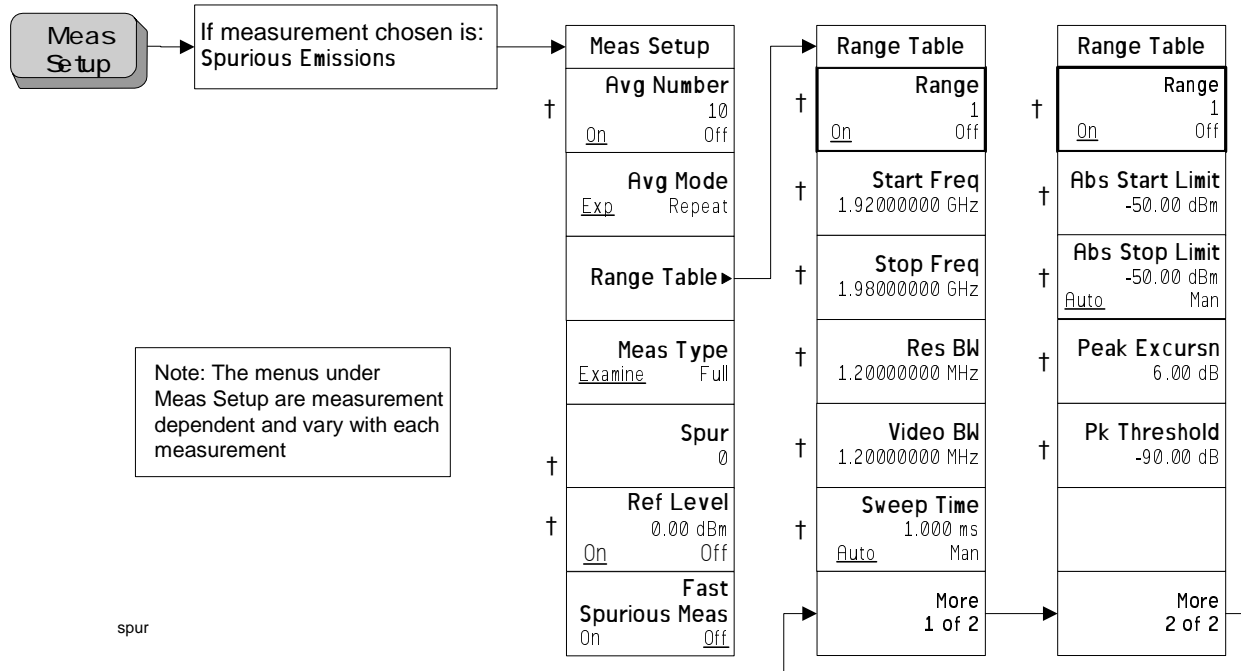 Meas
Setup
If measurement chosen is:
Spurious Emissions
Note: The menus under
Meas Setup are measurement
dependent and vary with each
measurement
spur
Meas Setup
† Avg Number
10
On Off
Avg Mode
Exp Repeat
Range Table
Meas Type
Examine Full
† Spur
0
† Ref Level
0.00 dBm
On Off
Fast
Spurious Meas
On Off
Range Table
† Range
1
On Off
† Start Freq
1.92000000 GHz
† Stop Freq
1.98000000 GHz
† Res BW
1.20000000 MHz
† Video BW
1.20000000 MHz
† Sweep Time
1.000 ms
Auto Man
More
1 of 2
Range Table
† Range
1
On Off
† Abs Start Limit
-50.00 dBm
† Abs Stop Limit
-50.00 dBm
Auto Man
† Peak Excursn
6.00 dB
† Pk Threshold
-90.00 dB
More
2 of 2